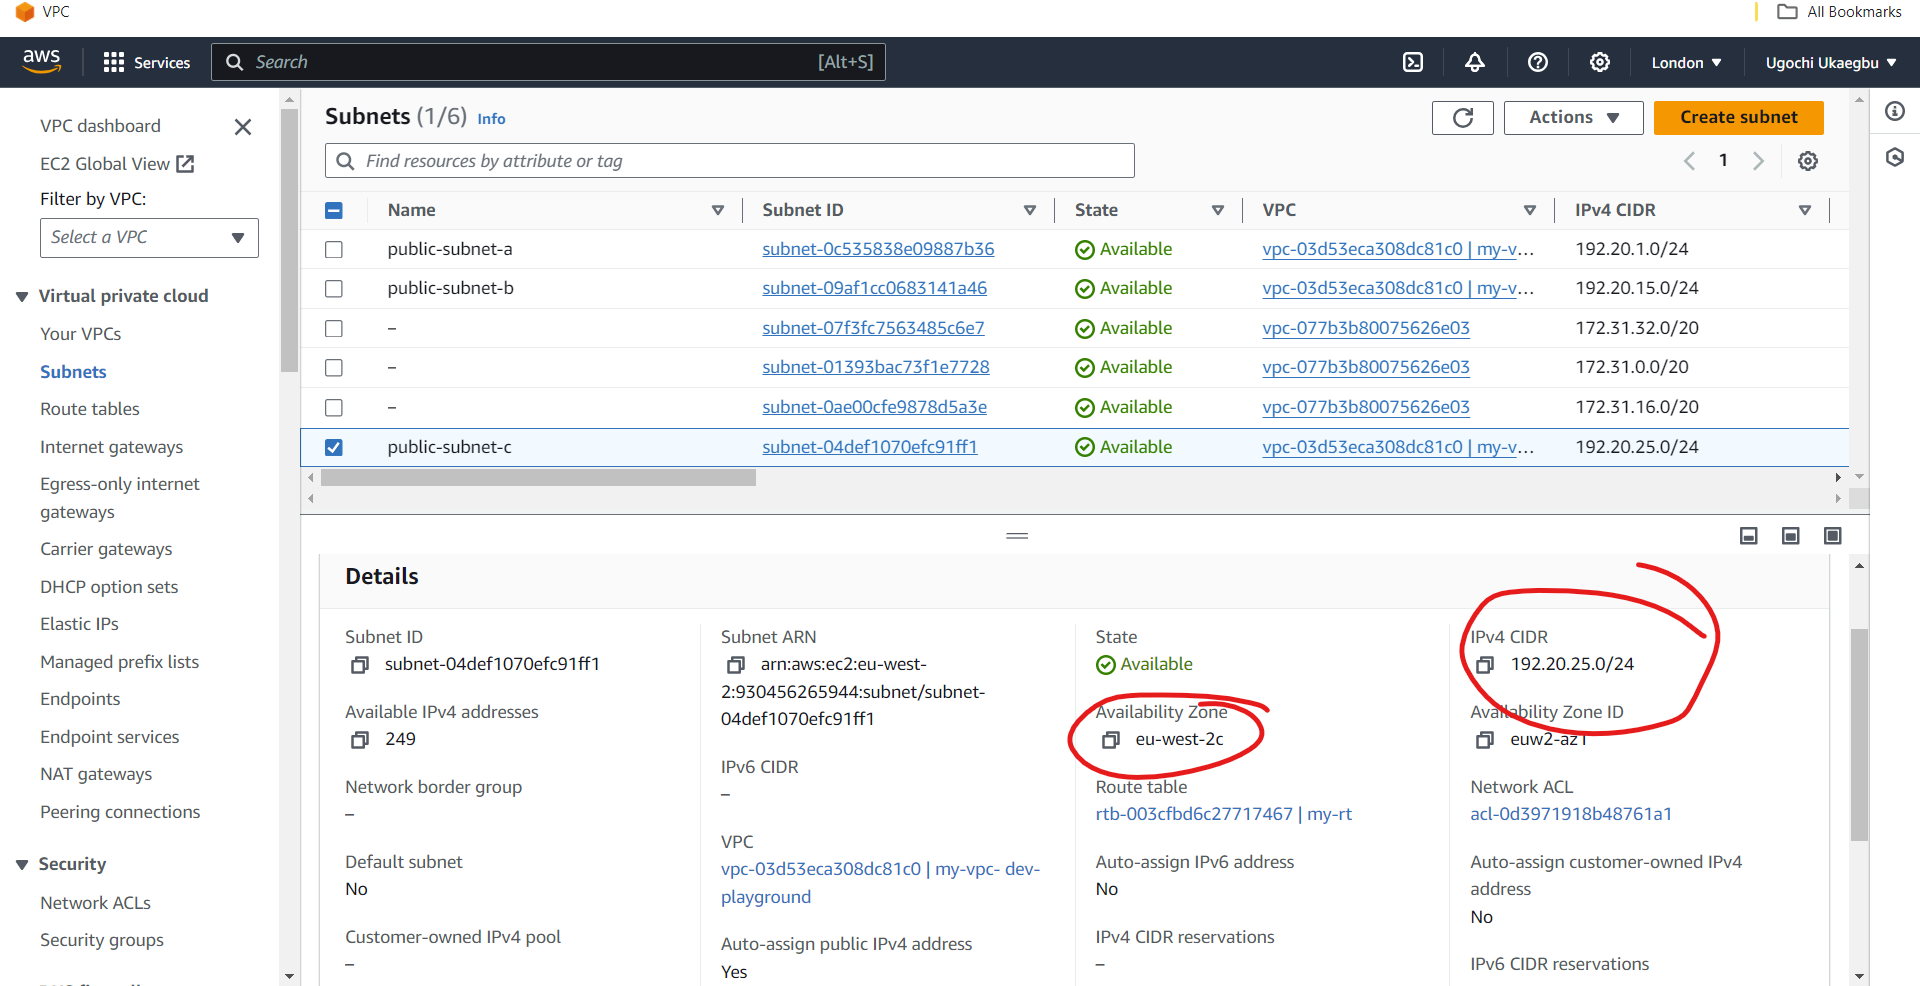 VPC
All Bookmarks
aws
Services
Search
[Alt+S]
London
Ugochi Ukaegbu
VPC dashboard
EC2 Global View
Filter by VPC:
Select a VPC
Virtual private cloud
Your VPCs
Subnets
Route tables
Internet gateways
Egress-only internet
gateways
Carrier gateways
DHCP option sets
Elastic IPs
Managed prefix lists
Endpoints
Endpoint services
NAT gateways
Peering connections
Security
Network ACLs
Security groups
Subnets (1/6) Info
Actions
Create subnet
Find resources by attribute or tag
1
Name Subnet ID State VPC IPv4 CIDR
public-subnet-a subnet-0c535838e09887b36 Available vpc-03d53eca308dc81c0 | my-v... 192.20.1.0/24
public-subnet-b subnet-09af1cc0683141a46 Available vpc-03d53eca308dc81c0 | my-v... 192.20.15.0/24
– subnet-07f3fc7563485c6e7 Available vpc-077b3b80075626e03 172.31.32.0/20
– subnet-01393bac73f1e7728 Available vpc-077b3b80075626e03 172.31.0.0/20
– subnet-0ae00cfe9878d5a3e Available vpc-077b3b80075626e03 172.31.16.0/20
public-subnet-c subnet-04def1070efc91ff1 Available vpc-03d53eca308dc81c0 | my-v... 192.20.25.0/24
Details
Subnet ID
subnet-04def1070efc91ff1
Available IPv4 addresses
249
Network border group
–
Default subnet
No
Customer-owned IPv4 pool
–
Subnet ARN
arn:aws:ec2:eu-west-
2:930456265944:subnet/subnet-
04def1070efc91ff1
IPv6 CIDR
–
VPC
vpc-03d53eca308dc81c0 | my-vpc- dev-
playground
Auto-assign public IPv4 address
Yes
State
Available
Availability Zone
eu-west-2c
Route table
rtb-003cfbd6c27717467 | my-rt
Auto-assign IPv6 address
No
IPv4 CIDR reservations
–
IPv4 CIDR
192.20.25.0/24
Availability Zone ID
euw2-az1
Network ACL
acl-0d3971918b48761a1
Auto-assign customer-owned IPv4
address
No
IPv6 CIDR reservations